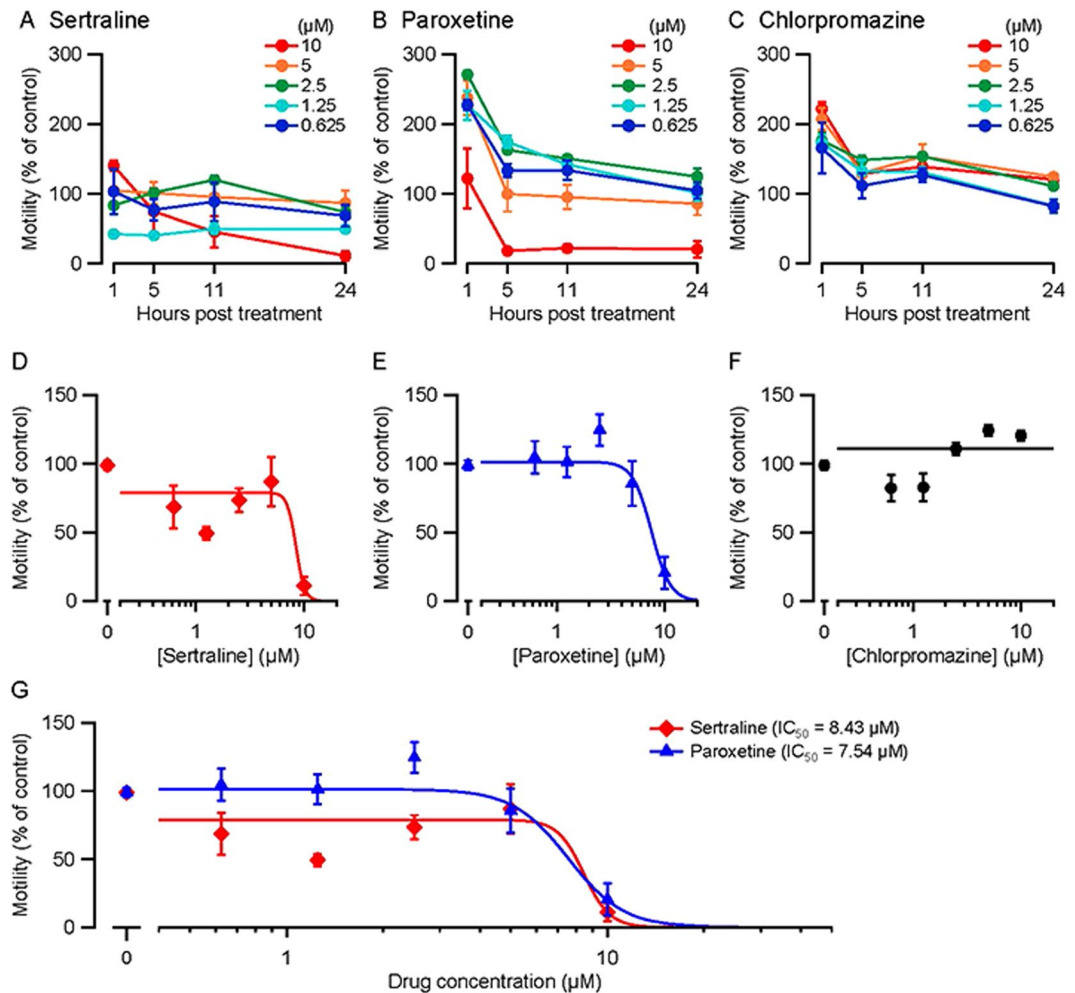 A Sertraline
(µM)
10
5
2.5
1.25
0.625
300
200
100
0
Motility (% of control)
1 5 11 24
Hours post treatment
B Paroxetine
(µM)
10
5
2.5
1.25
0.625
300
200
100
0
Motility (% of control)
1 5 11 24
Hours post treatment
C Chlorpromazine
(µM)
10
5
2.5
1.25
0.625
300
200
100
0
Motility (% of control)
1 5 11 24
Hours post treatment
D
150
100
50
0
Motility (% of control)
0 1 10
[Sertraline] (µM)
E
150
100
50
0
Motility (% of control)
0 1 10
[Paroxetine] (µM)
F
150
100
50
0
Motility (% of control)
0 1 10
[Chlorpromazine] (µM)
G
150
100
50
0
Motility (% of control)
Sertraline (IC50 = 8.43 µM)
Paroxetine (IC50 = 7.54 µM)
0 1 10
Drug concentration (µM)